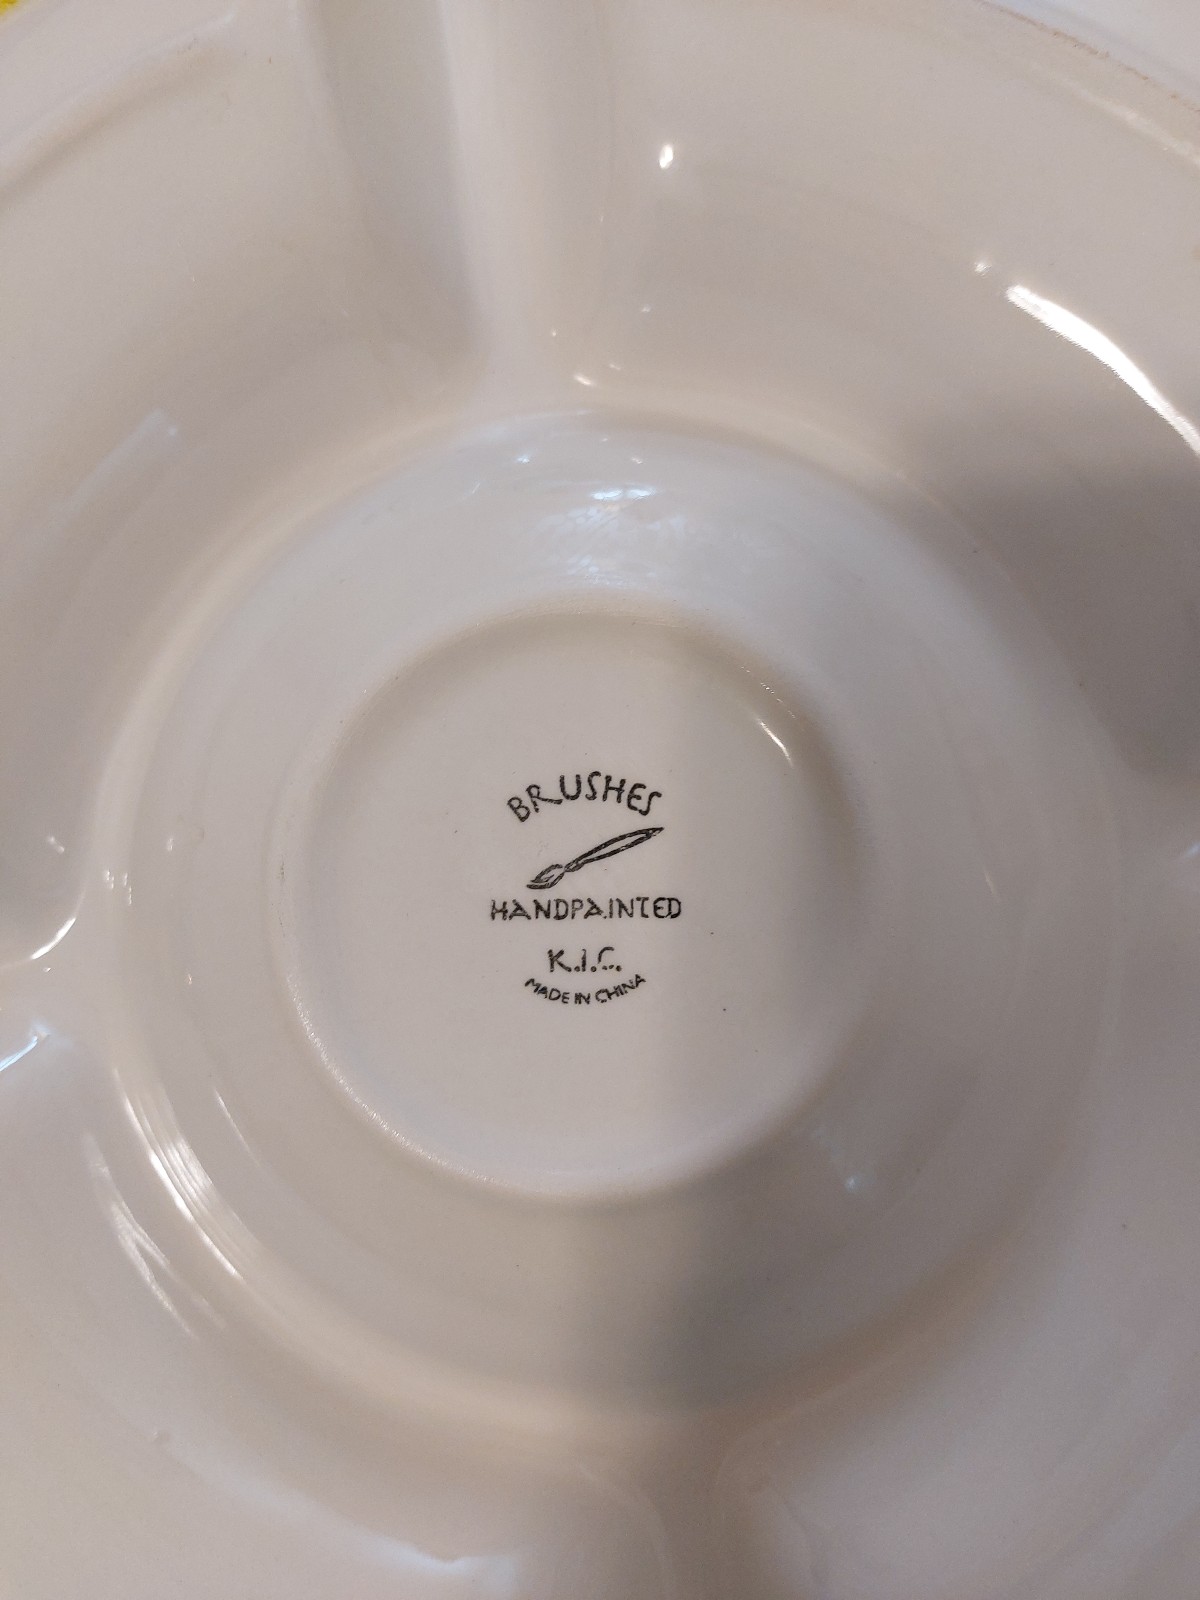 BRUSHES
HANDPAINTED
K.I.C.
MADE IN CHINA